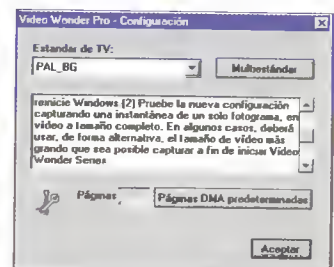 Video Wonder Pro - Configuración
Estandar de TV:
PAL_BG
Multiestándar
reinicie Windows (2) Pruebe la nueva configuración
capturando una instantánea de un solo fotograma, en
vídeo a tamaño completo. En algunos casos, deberá
usar, de forma alternativa, el tamaño de vídeo más
grande que sea posible capturar a fin de iniciar Video
Wonder Series
Páginas
Páginas DMA predeterminadas
Aceptar